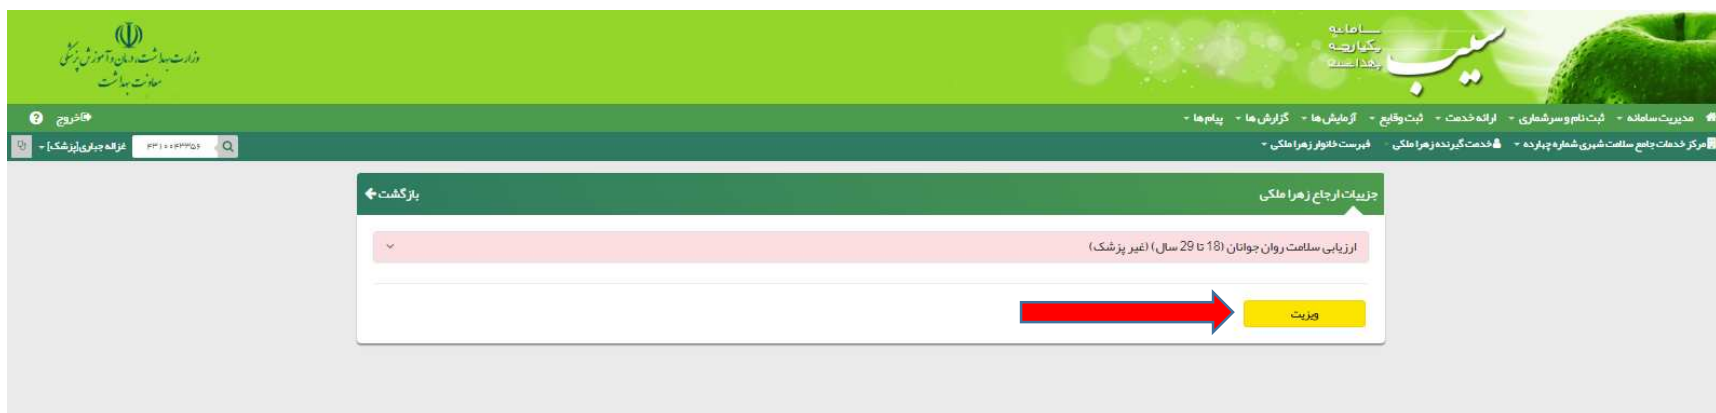 سامانه
یکپارچه
بهداشت
سیب
وزارت بهداشت، درمان و آموزش پزشکی
معاونت بهداشت
مدیریت سامانه ثبت نام و سرشماری ارائه خدمت ثبت وقایع آزمایش ها گزارش ها پیام ها
خروج ?
مرکز خدمات جامع سلامت شهری شماره چهارده خدمت گیرنده زهرا ملکی فهرست خانوار زهرا ملکی
۴۳۱۰۰۴۳۳۵۶ غزاله جباری[پزشک]
جزییات ارجاع زهرا ملکی
بازگشت
ارزیابی سلامت روان جوانان (18 تا 29 سال) (غیر پزشک)
ویزیت